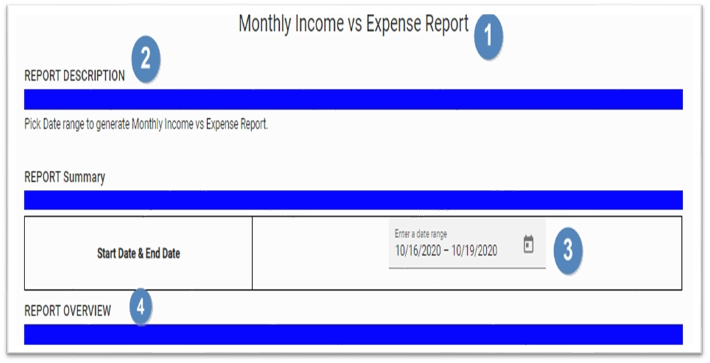 Monthly Income vs Expense Report
1
2
REPORT DESCRIPTION
Pick Date range to generate Monthly Income vs Expense Report.
REPORT Summary
Start Date & End Date
Enter a date range
10/16/2020 – 10/19/2020
3
REPORT OVERVIEW
4